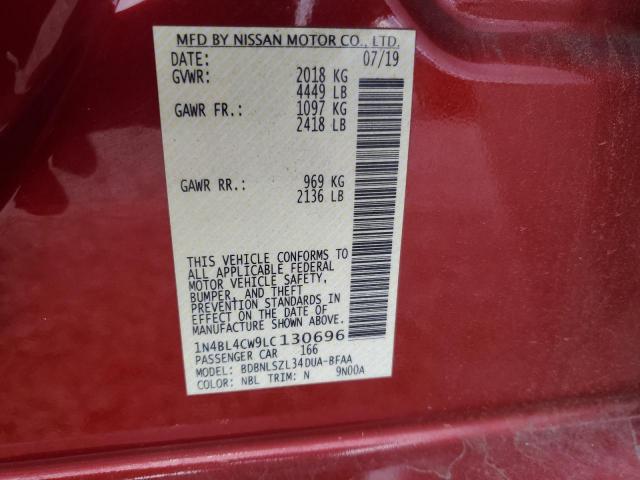 MFD BY NISSAN MOTOR CO., LTD.
DATE: 07/19
GVWR: 2018 KG
4449 LB
GAWR FR.: 1097 KG
2418 LB
GAWR RR.: 969 KG
2136 LB
THIS VEHICLE CONFORMS TO
ALL APPLICABLE FEDERAL
MOTOR VEHICLE SAFETY,
BUMPER, AND THEFT
PREVENTION STANDARDS IN
EFFECT ON THE DATE OF
MANUFACTURE SHOWN ABOVE.
1N4BL4CW9LC130696
PASSENGER CAR 166
MODEL: BDBNLSZL34DUA-BFAA
COLOR: NBL TRIM: N 9N00A